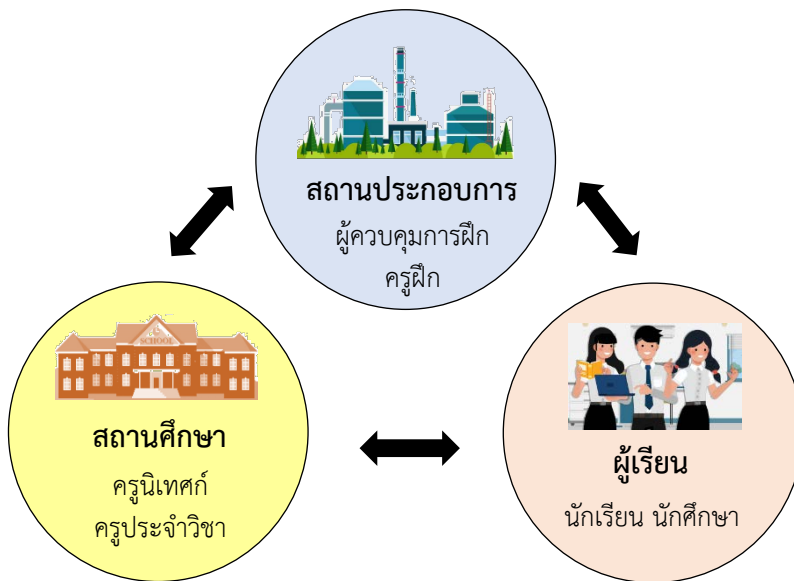 สถานประกอบการ
ผู้ควบคุมการฝึก
ครูฝึก
SCHOOL
สถานศึกษา
ครูนิเทศก์
ครูประจำวิชา
ผู้เรียน
นักเรียน นักศึกษา